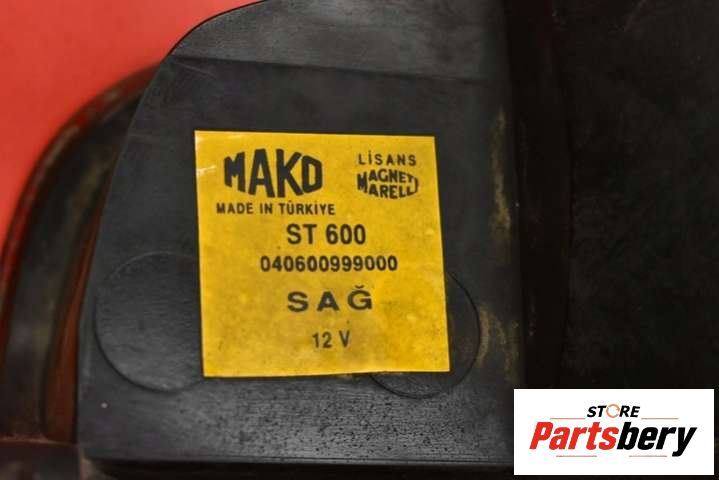 MAKO
LİSANS
MAGNETI
MARELLI
MADE IN TÜRKİYE
ST 600
040600999000
SAĞ
12 V
STORE
Partsbery